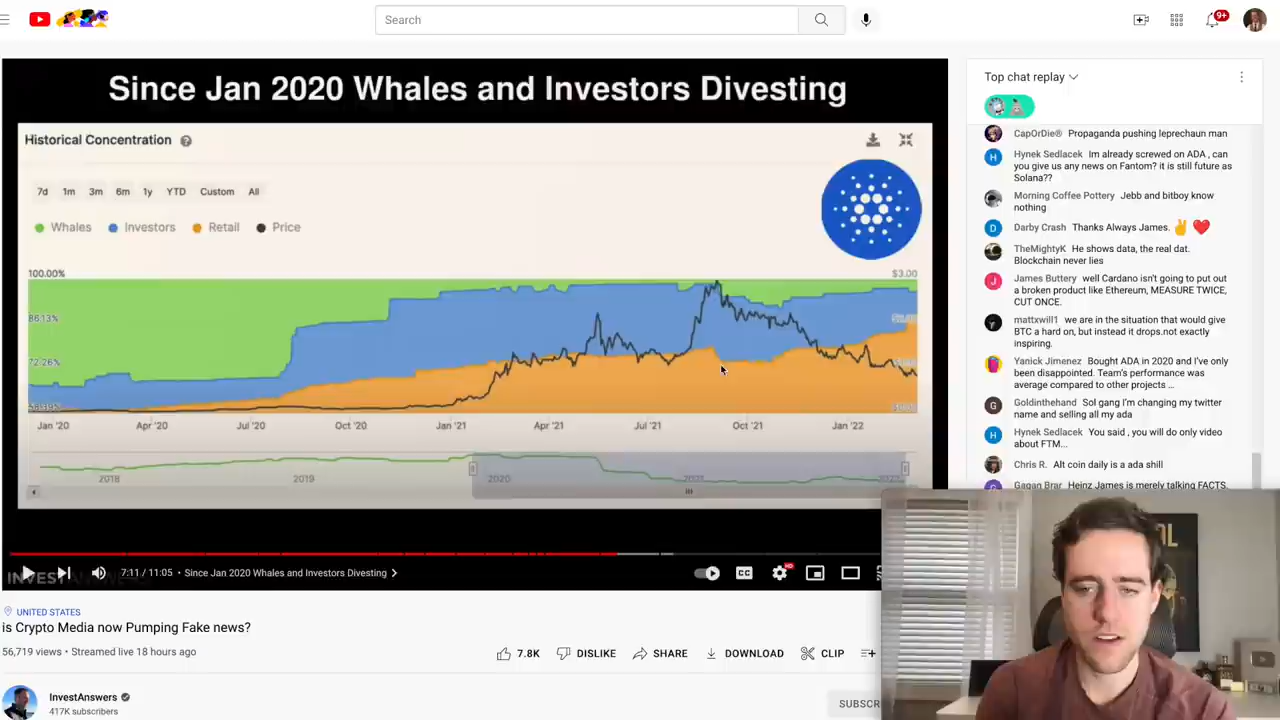 Search
9+
Since Jan 2020 Whales and Investors Divesting
Historical Concentration
7d 1m 3m 6m 1y YTD Custom All
Whales Investors Retail Price
100.00% $3.00
86.13%
72.26%
58.39%
Jan '20 Apr '20 Jul '20 Oct '20 Jan '21 Apr '21 Jul '21 Oct '21 Jan '22
2018 2019 2020 2021 2022
7:11 / 11:05 • Since Jan 2020 Whales and Investors Divesting
CC HD
UNITED STATES
is Crypto Media now Pumping Fake news?
56,719 views • Streamed live 18 hours ago
7.8K DISLIKE SHARE DOWNLOAD CLIP
InvestAnswers
417K subscribers
SUBSC
Top chat replay
CapOrDie® Propaganda pushing leprechaun man
Hynek Sedlacek Im already screwed on ADA , can
you give us any news on Fantom? it is still future as
Solana??
Morning Coffee Pottery Jebb and bitboy know
nothing
Darby Crash Thanks Always James. ✌️ ❤️
TheMightyK He shows data, the real dat.
Blockchain never lies
James Buttery well Cardano isn't going to put out
a broken product like Ethereum, MEASURE TWICE,
CUT ONCE.
mattxwill1 we are in the situation that would give
BTC a hard on, but instead it drops.not exactly
inspiring.
Yanick Jimenez Bought ADA in 2020 and I've only
been disappointed. Team's performance was
average compared to other projects ...
Goldinthehand Sol gang I'm changing my twitter
name and selling all my ada
Hynek Sedlacek You said , you will do only video
about FTM...
Chris R. Alt coin daily is a ada shill
Gagan Brar Heinz James is merely talking FACTS.